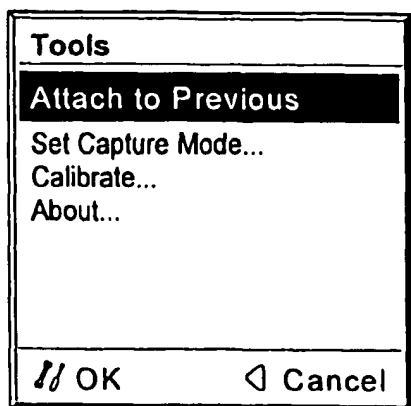 Tools
Attach to Previous
Set Capture Mode...
Calibrate...
About...
OK Cancel